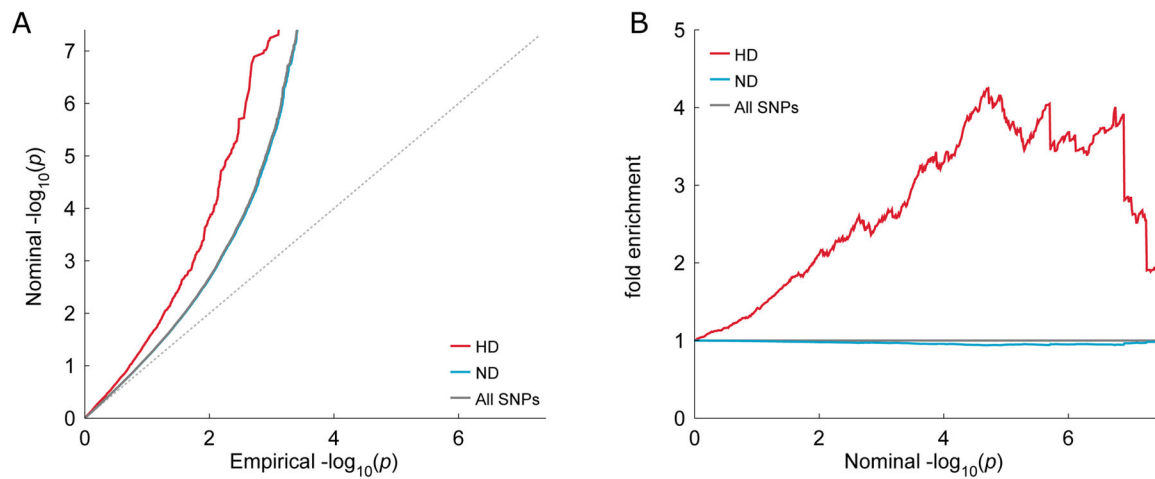 A
Nominal -log10(p)
7
6
5
4
3
2
1
0
0
2
4
6
Empirical -log10(p)
HD
ND
All SNPs
B
fold enrichment
5
4
3
2
1
0
0
2
4
6
Nominal -log10(p)
HD
ND
All SNPs